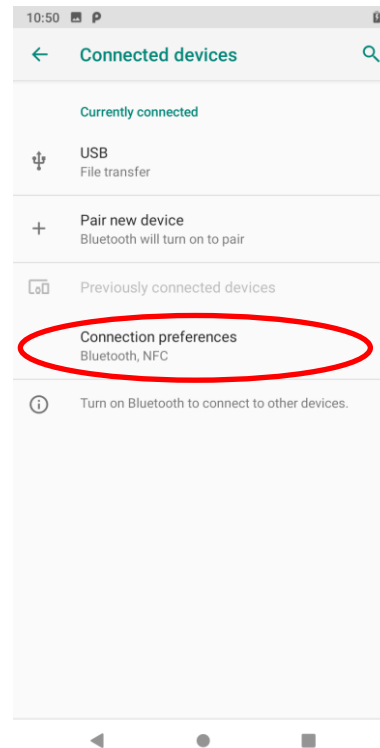 10:50
Connected devices
Currently connected
USB
File transfer
Pair new device
Bluetooth will turn on to pair
Previously connected devices
Connection preferences
Bluetooth, NFC
Turn on Bluetooth to connect to other devices.